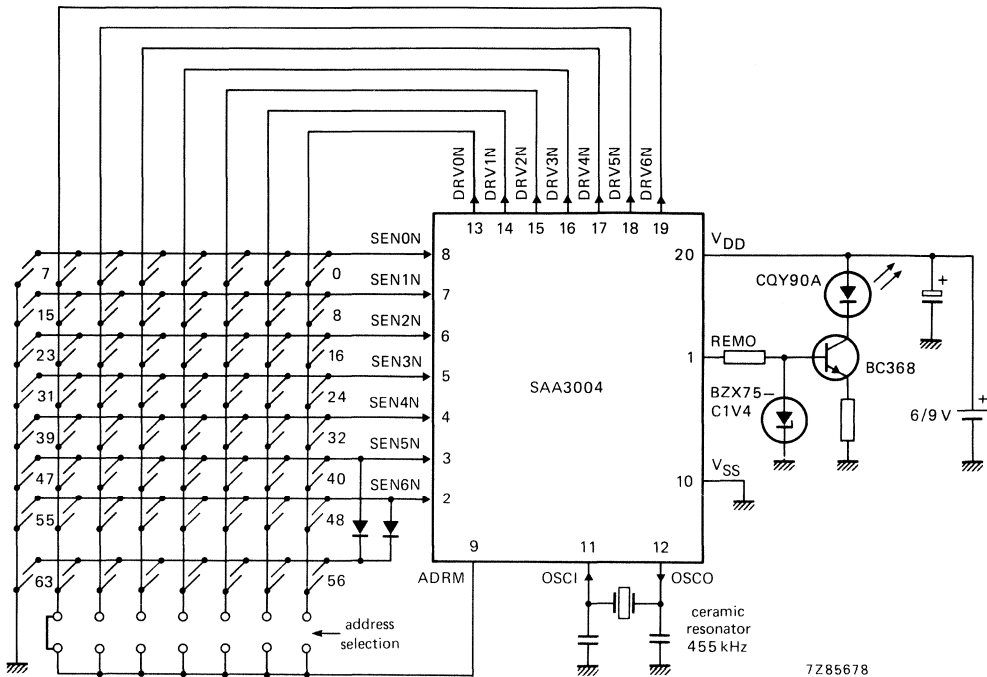 DRV0N
DRV1N
DRV2N
DRV3N
DRV4N
DRV5N
DRV6N
13
14
15
16
17
18
19
SEN0N
8
SEN1N
7
SEN2N
6
SEN3N
5
SEN4N
4
SEN5N
3
SEN6N
2
7
0
15
8
23
16
31
24
39
32
47
40
55
48
63
56
SAA3004
20
VDD
1
REMO
10
VSS
CQY90A
+
BC368
BZX75–
C1V4
+
6/9 V
9
ADRM
11
OSCI
12
OSCO
address
selection
ceramic
resonator
455 kHz
7Z85678